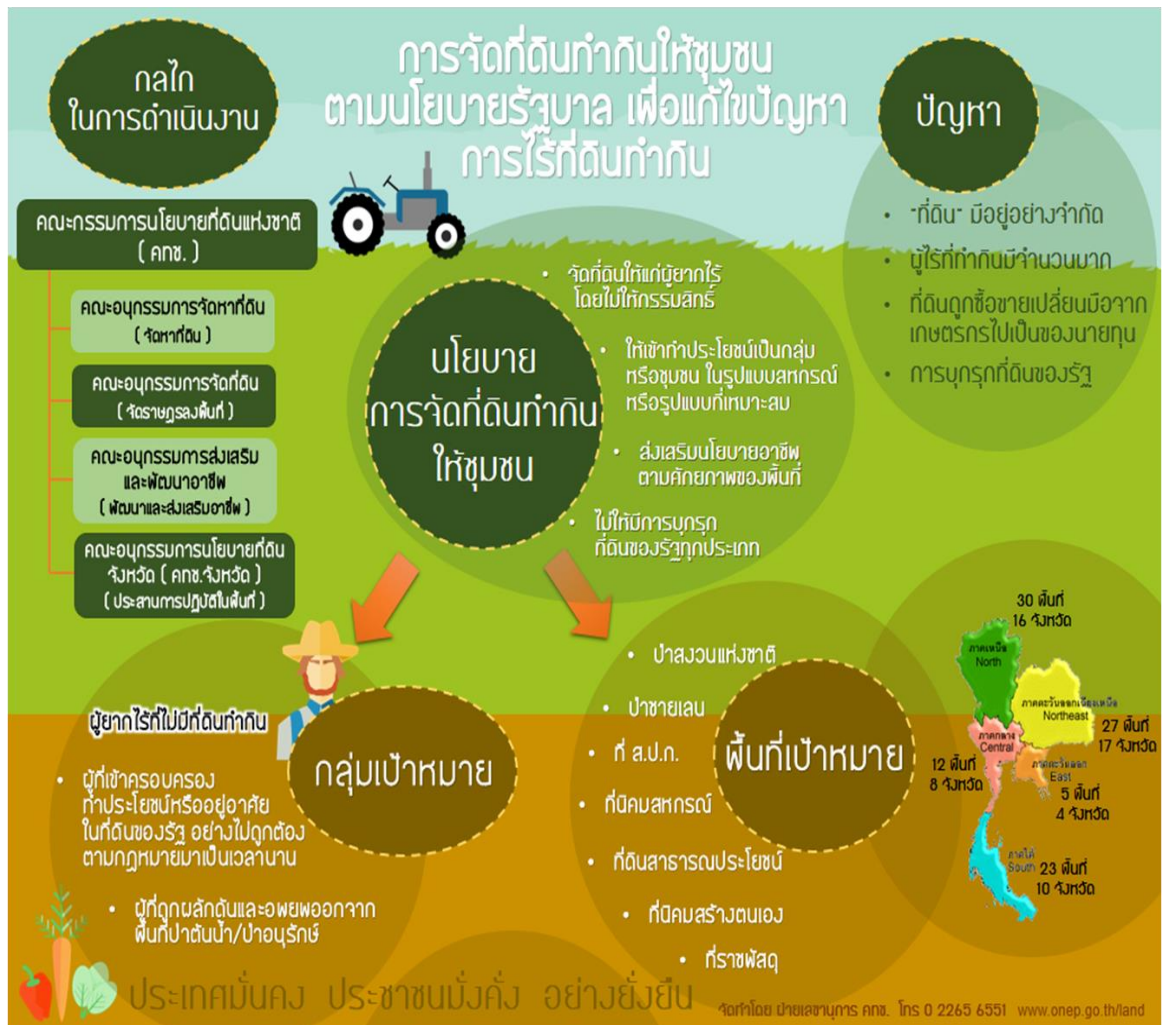 การจัดที่ดินทำกินให้ชุมชน
ตามนโยบายรัฐบาล เพื่อแก้ไขปัญหา
การไร้ที่ดินทำกิน
กลไก
ในการดำเนินงาน
คณะกรรมการนโยบายที่ดินแห่งชาติ
( คทช. )
คณะอนุกรรมการจัดหาที่ดิน
( จัดหาที่ดิน )
คณะอนุกรรมการจัดที่ดิน
( จัดราษฎรลงพื้นที่ )
คณะอนุกรรมการส่งเสริม
และพัฒนาอาชีพ
( พัฒนาและส่งเสริมอาชีพ )
คณะอนุกรรมการนโยบายที่ดิน
จังหวัด ( คทช.จังหวัด )
( ประสานการปฏิบัติในพื้นที่ )
นโยบาย
การจัดที่ดินทำกิน
ให้ชุมชน
• จัดที่ดินให้แก่ผู้ยากไร้
โดยไม่ให้กรรมสิทธิ์
• ให้เข้าทำประโยชน์เป็นกลุ่ม
หรือชุมชน ในรูปแบบสหกรณ์
หรือรูปแบบที่เหมาะสม
• ส่งเสริมนโยบายอาชีพ
ตามศักยภาพของพื้นที่
• ไม่ให้มีการบุกรุก
ที่ดินของรัฐทุกประเภท
ปัญหา
• "ที่ดิน" มีอยู่อย่างจำกัด
• ผู้ไร้ที่ทำกินมีจำนวนมาก
• ที่ดินถูกซื้อขายเปลี่ยนมือจาก
เกษตรกรไปเป็นของนายทุน
• การบุกรุกที่ดินของรัฐ
กลุ่มเป้าหมาย
ผู้ยากไร้ที่ไม่มีที่ดินทำกิน
• ผู้ที่เข้าครอบครอง
ทำประโยชน์หรืออยู่อาศัย
ในที่ดินของรัฐ อย่างไม่ถูกต้อง
ตามกฎหมายมาเป็นเวลานาน
• ผู้ที่ถูกผลักดันและอพยพออกจาก
พื้นที่ป่าต้นน้ำ/ป่าอนุรักษ์
พื้นที่เป้าหมาย
• ป่าสงวนแห่งชาติ
• ป่าชายเลน
• ที่ ส.ป.ก.
• ที่นิคมสหกรณ์
• ที่ดินสาธารณประโยชน์
• ที่นิคมสร้างตนเอง
• ที่ราชพัสดุ
30 พื้นที่
16 จังหวัด
ภาคเหนือ
North
ภาคตะวันออกเฉียงเหนือ
Northeast
27 พื้นที่
17 จังหวัด
ภาคกลาง
Central
12 พื้นที่
8 จังหวัด
ภาคตะวันออก
East
5 พื้นที่
4 จังหวัด
ภาคใต้
South
23 พื้นที่
10 จังหวัด
ประเทศมั่นคง ประชาชนมั่งคั่ง อย่างยั่งยืน
จัดทำโดย ฝ่ายเลขานุการ คทช. โทร 0 2265 6551 www.onep.go.th/land